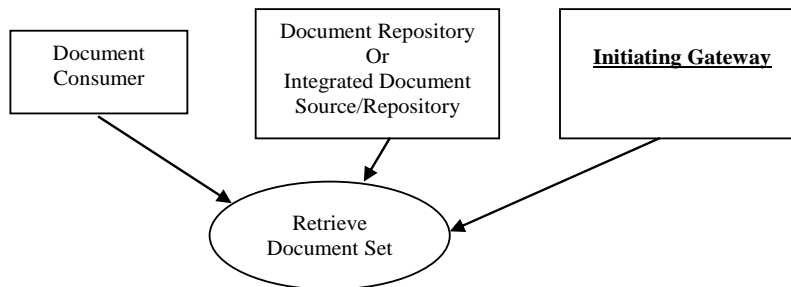 Document
Consumer
Document Repository
Or
Integrated Document
Source/Repository
Initiating Gateway
Retrieve
Document Set